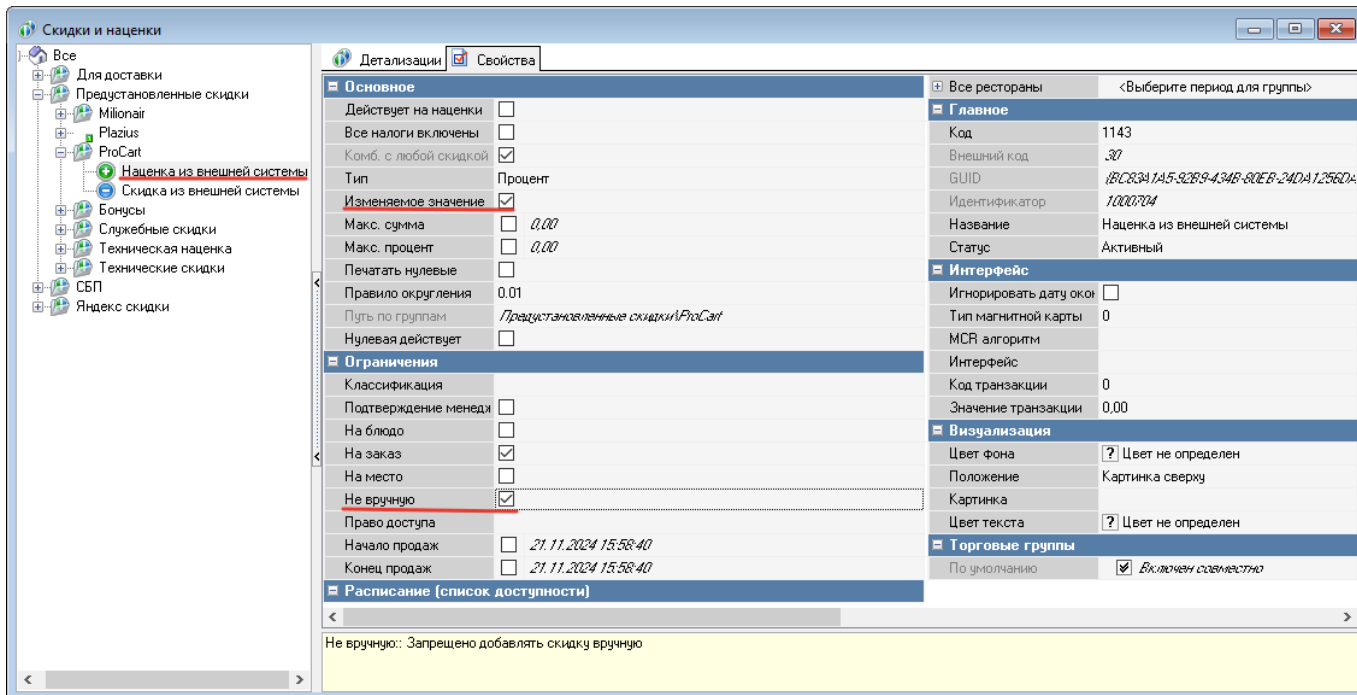 Скидки и наценки
Все
Для доставки
Предустановленные скидки
Milionair
Plazius
ProCart
Наценка из внешней системы
Скидка из внешней системы
Бонусы
Служебные скидки
Техническая наценка
Технические скидки
СБП
Яндекс скидки
Детализации Свойства
Основное
Действует на наценки
Все налоги включены
Комб. с любой скидкой
Тип Процент
Изменяемое значение
Макс. сумма 0,00
Макс. процент 0,00
Печатать нулевые
Правило округления 0.01
Путь по группам Предустановленные скидки\ProCart
Нулевая действует
Ограничения
Классификация
Подтверждение менедж
На блюдо
На заказ
На место
Не вручную
Право доступа
Начало продаж 21.11.2024 15:58:40
Конец продаж 21.11.2024 15:58:40
Расписание (список доступности)
Все рестораны <Выберите период для группы>
Главное
Код 1143
Внешний код 30
GUID {BC83A1A5-92B9-434B-80EB-24DA1256DA
Идентификатор 1000704
Название Наценка из внешней системы
Статус Активный
Интерфейс
Игнорировать дату окон
Тип магнитной карты 0
MCR алгоритм
Интерфейс
Код транзакции 0
Значение транзакции 0,00
Визуализация
Цвет фона ? Цвет не определен
Положение Картинка сверху
Картинка
Цвет текста ? Цвет не определен
Торговые группы
По умолчанию Включен совместно
Не вручную:: Запрещено добавлять скидку вручную